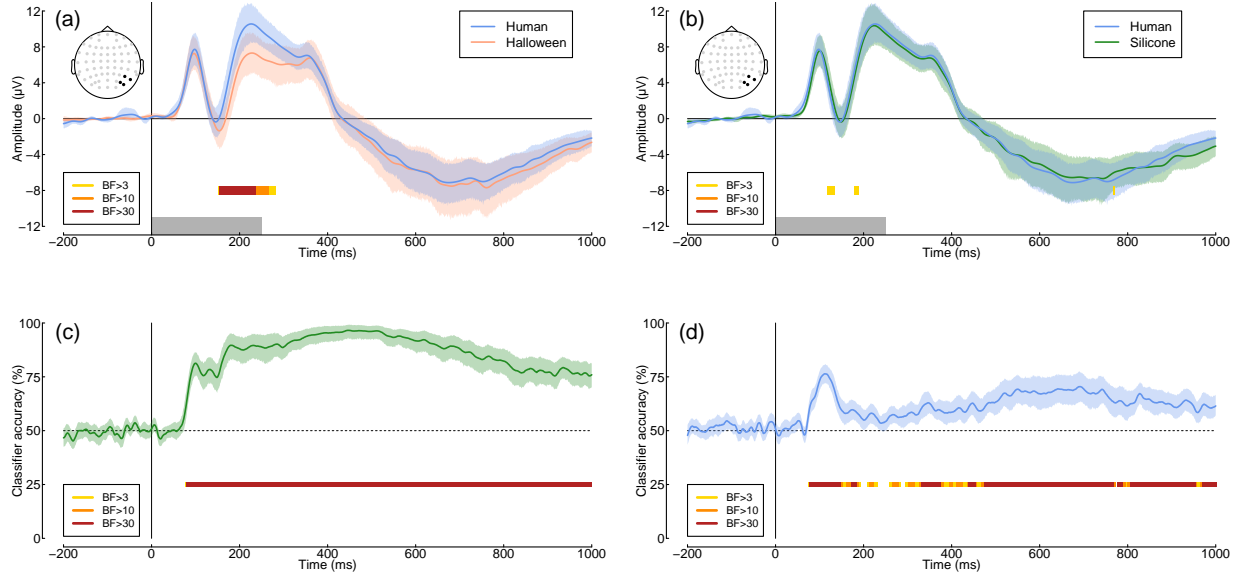 (a)
Human
Halloween
12
8
4
0
−4
−8
−12
Amplitude (µV)
BF>3
BF>10
BF>30
−200
0
200
400
600
800
1000
Time (ms)
(b)
Human
Silicone
12
8
4
0
−4
−8
−12
Amplitude (µV)
BF>3
BF>10
BF>30
−200
0
200
400
600
800
1000
Time (ms)
(c)
100
75
50
25
0
Classifier accuracy (%)
BF>3
BF>10
BF>30
−200
0
200
400
600
800
1000
Time (ms)
(d)
100
75
50
25
0
Classifier accuracy (%)
BF>3
BF>10
BF>30
−200
0
200
400
600
800
1000
Time (ms)